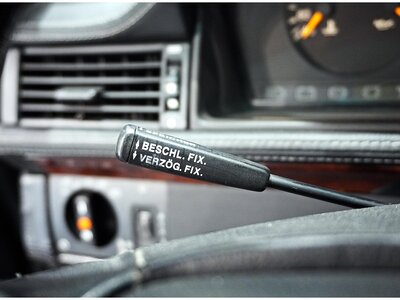 BESCHL. FIX.
VERZÖG. FIX.